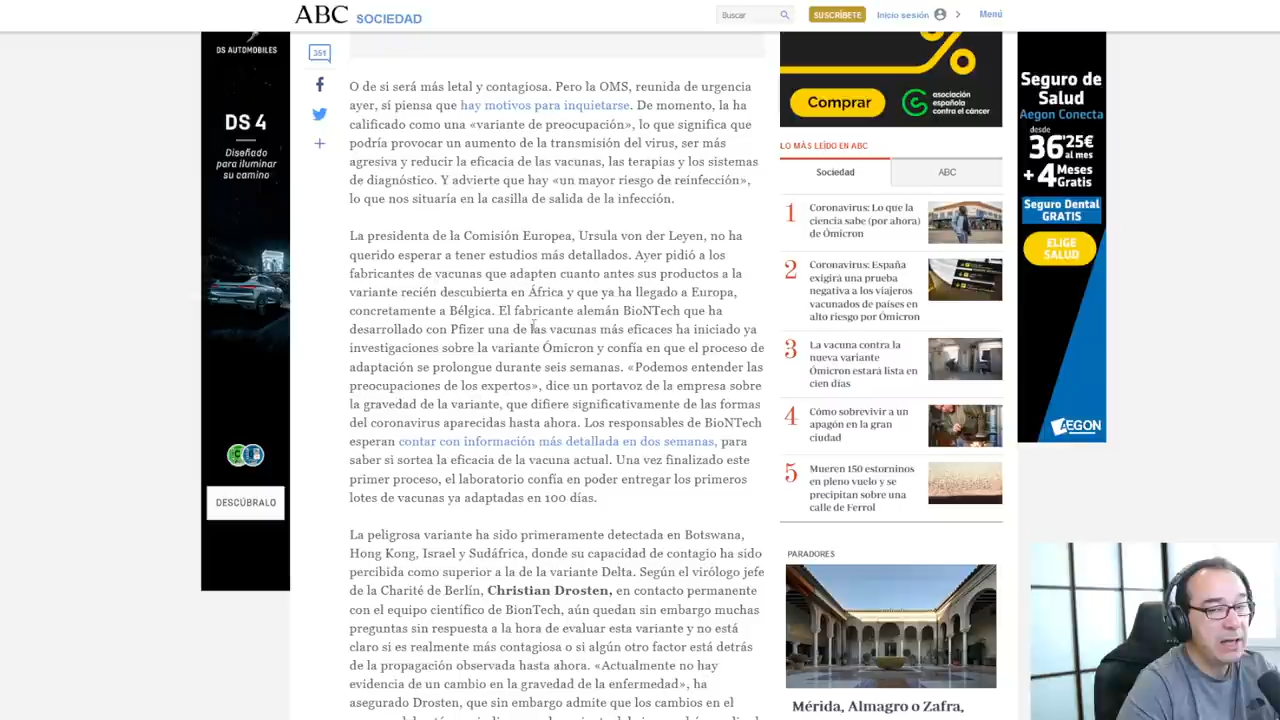 ABC SOCIEDAD
Buscar
SUSCRÍBETE
Inicio sesión
Menú
DS AUTOMOBILES
DS 4
Diseñado
para iluminar
su camino
DESCÚBRALO
351
O de si será más letal y contagiosa. Pero la OMS, reunida de urgencia
ayer, sí piensa que hay motivos para inquietarse. De momento, la ha
calificado como una «variante de preocupación», lo que significa que
podría provocar un aumento de la transmisión del virus, ser más
agresiva y reducir la eficacia de las vacunas, las terapias y los sistemas
de diagnóstico. Y advierte que hay «un mayor riesgo de reinfección»,
lo que nos situaría en la casilla de salida de la infección.
La presidenta de la Comisión Europea, Ursula von der Leyen, no ha
querido esperar a tener estudios más detallados. Ayer pidió a los
fabricantes de vacunas que adapten cuanto antes sus productos a la
variante recién descubierta en África y que ya ha llegado a Europa,
concretamente a Bélgica. El fabricante alemán BioNTech que ha
desarrollado con Pfizer una de las vacunas más eficaces ha iniciado ya
investigaciones sobre la variante Ómicron y confía en que el proceso de
adaptación se prolongue durante seis semanas. «Podemos entender las
preocupaciones de los expertos», dice un portavoz de la empresa sobre
la gravedad de la variante, que difiere significativamente de las formas
del coronavirus aparecidas hasta ahora. Los responsables de BioNTech
esperan contar con información más detallada en dos semanas, para
saber si sortea la eficacia de la vacuna actual. Una vez finalizado este
primer proceso, el laboratorio confía en poder entregar los primeros
lotes de vacunas ya adaptadas en 100 días.
La peligrosa variante ha sido primeramente detectada en Botswana,
Hong Kong, Israel y Sudáfrica, donde su capacidad de contagio ha sido
percibida como superior a la de la variante Delta. Según el virólogo jefe
de la Charité de Berlín, Christian Drosten, en contacto permanente
con el equipo científico de BionTech, aún quedan sin embargo muchas
preguntas sin respuesta a la hora de evaluar esta variante y no está
claro si es realmente más contagiosa o si algún otro factor está detrás
de la propagación observada hasta ahora. «Actualmente no hay
evidencia de un cambio en la gravedad de la enfermedad», ha
asegurado Drosten, que sin embargo admite que los cambios en el
%
Comprar
asociación
española
contra el cáncer
LO MÁS LEÍDO EN ABC
Sociedad
ABC
1 Coronavirus: Lo que la
ciencia sabe (por ahora)
de Ómicron
2 Coronavirus: España
exigirá una prueba
negativa a los viajeros
vacunados de países en
alto riesgo por Ómicron
3 La vacuna contra la
nueva variante
Ómicron estará lista en
cien días
4 Cómo sobrevivir a un
apagón en la gran
ciudad
5 Mueren 150 estorninos
en pleno vuelo y se
precipitan sobre una
calle de Ferrol
PARADORES
Mérida, Almagro o Zafra,
Seguro de
Salud
Aegon Conecta
desde
36'25€
al mes
+4 Meses
Gratis
Seguro Dental
GRATIS
ELIGE
SALUD
AEGON